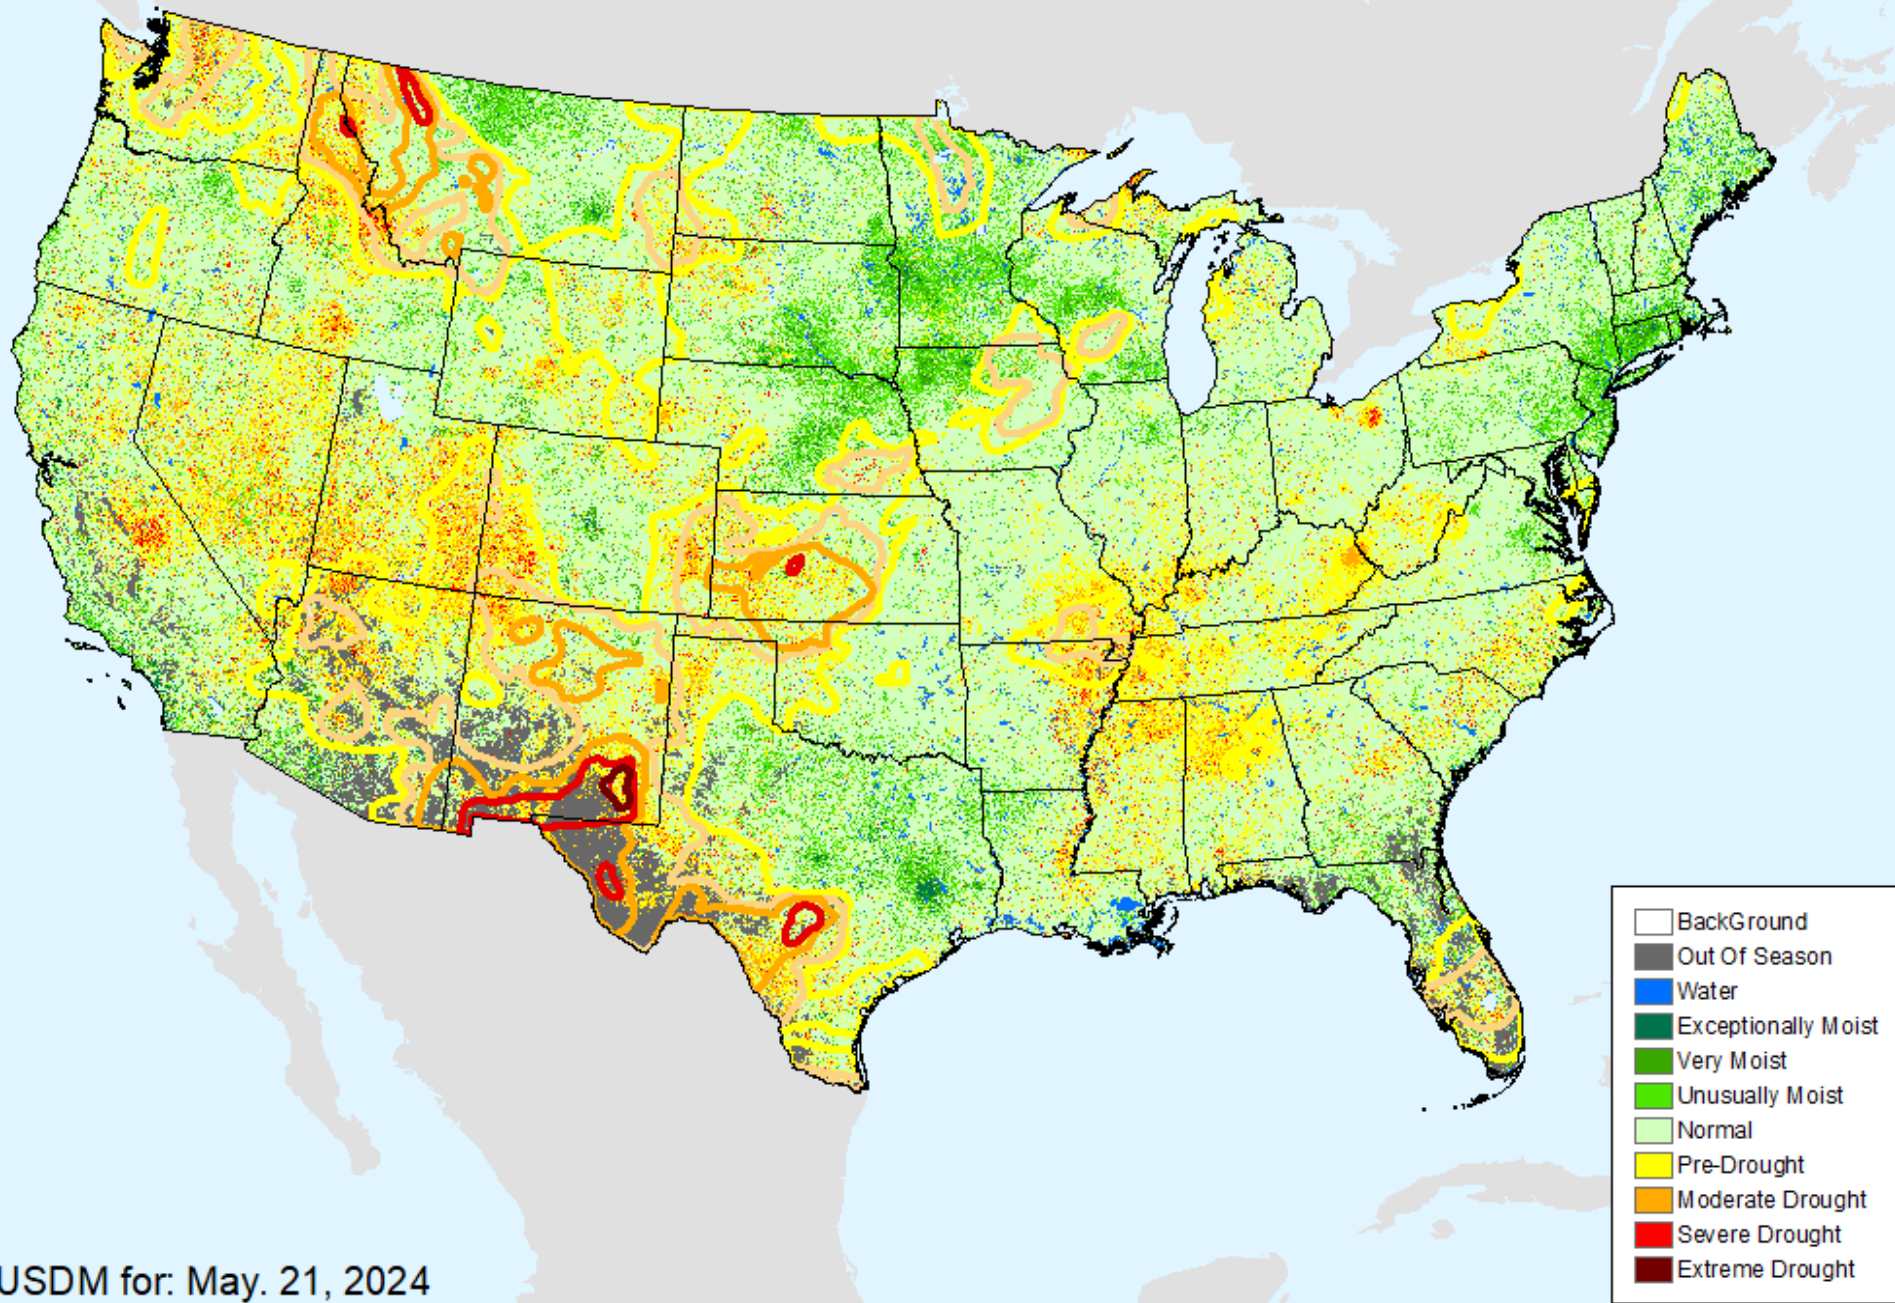 BackGround
Out Of Season
Water
Exceptionally Moist
Very Moist
Unusually Moist
Normal
Pre-Drought
Moderate Drought
Severe Drought
Extreme Drought
USDM for: May. 21, 2024